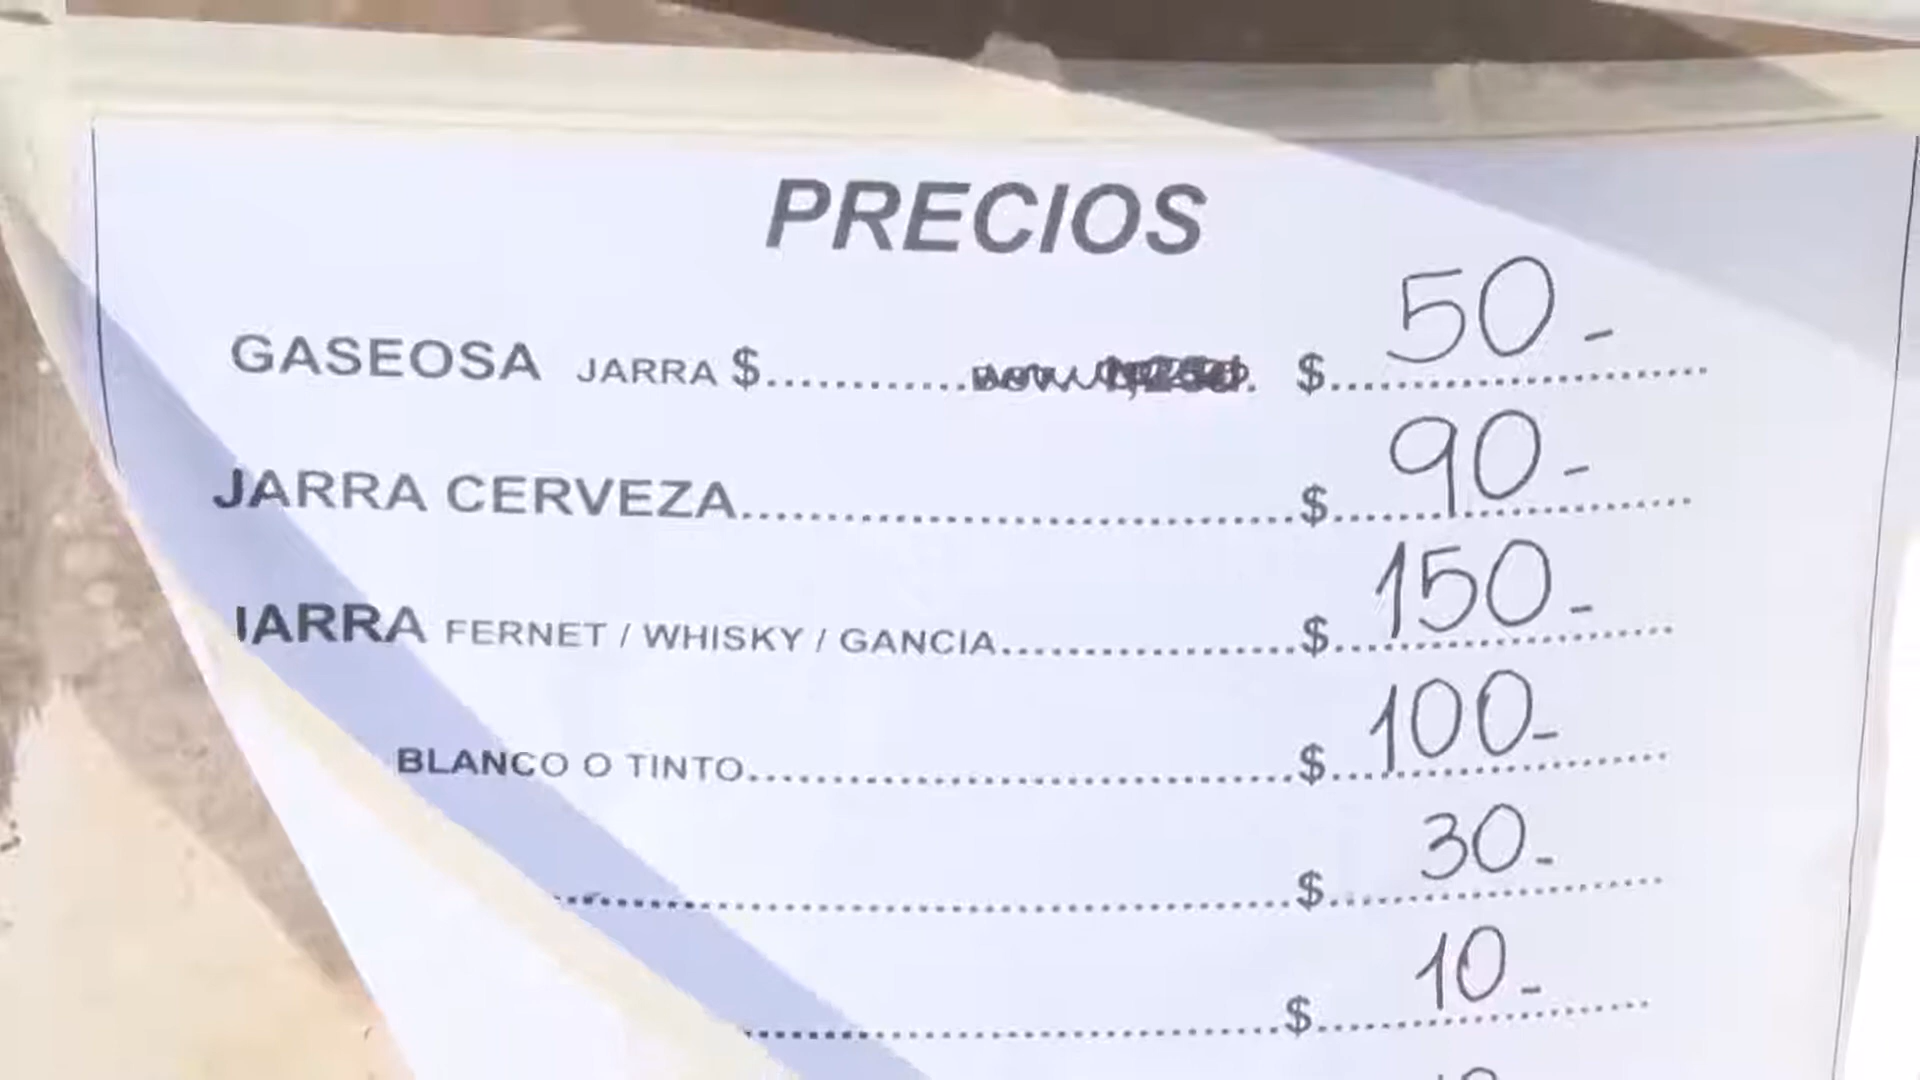 PRECIOS
GASEOSA JARRA $.................... $ 50-
JARRA CERVEZA.................................... $ 90-
JARRA FERNET / WHISKY / GANCIA.................. $ 150-
BLANCO O TINTO.................................... $ 100-
.................................... $ 30-
.................................... $ 10-